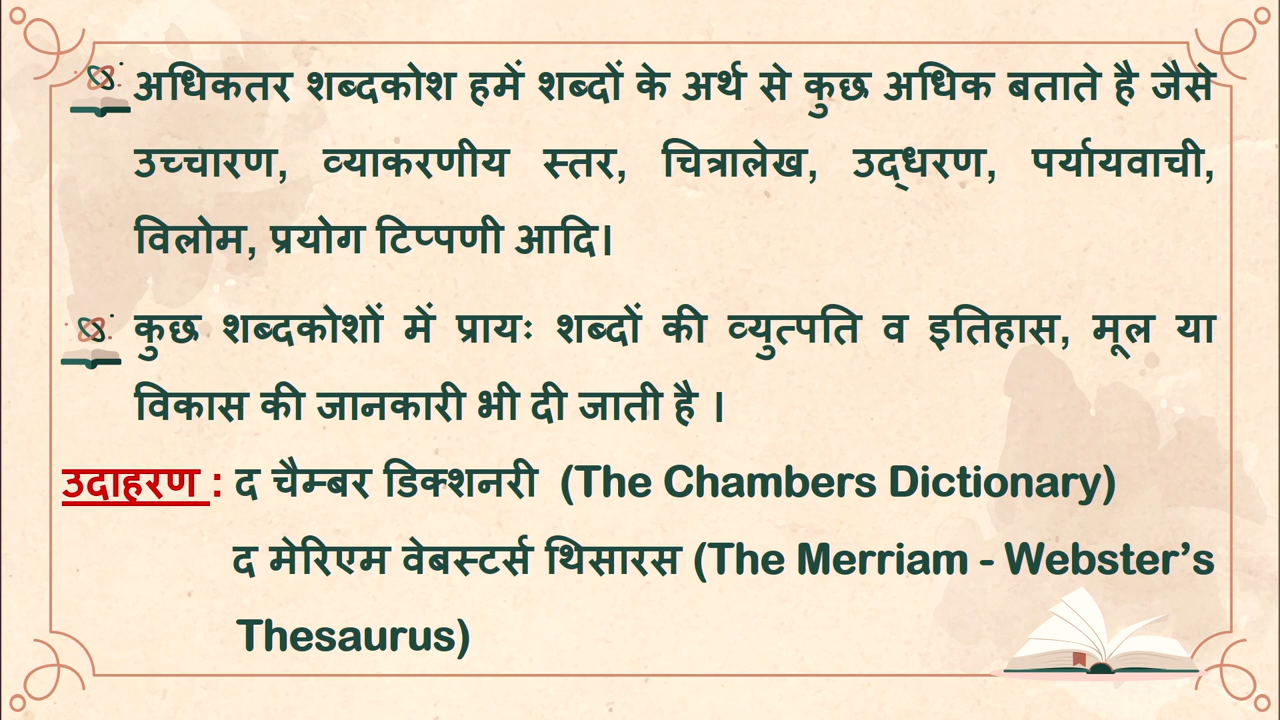 अधिकतर शब्दकोश हमें शब्दों के अर्थ से कुछ अधिक बताते है जैसे
उच्चारण, व्याकरणीय स्तर, चित्रालेख, उद्धरण, पर्यायवाची,
विलोम, प्रयोग टिप्पणी आदि।
कुछ शब्दकोशों में प्रायः शब्दों की व्युत्पति व इतिहास, मूल या
विकास की जानकारी भी दी जाती है ।
उदाहरण : द चैम्बर डिक्शनरी (The Chambers Dictionary)
द मेरिएम वेबस्टर्स थिसारस (The Merriam - Webster’s
Thesaurus)